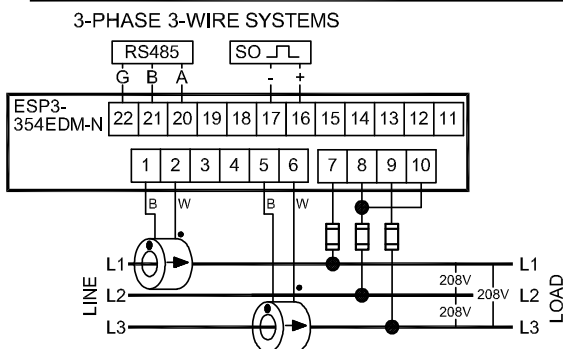 3-PHASE 3-WIRE SYSTEMS
RS485
SO
G B A - +
ESP3-
354EDM-N
22 21 20 19 18 17 16 15 14 13 12 11
1 2 3 4 5 6 7 8 9 10
B W B W
L1 L1
208V
LINE L2 208V L2 LOAD
208V
L3 L3